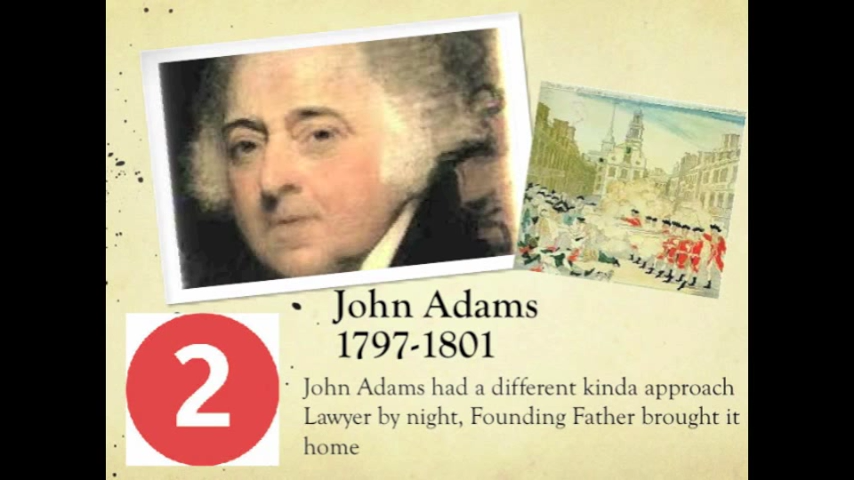 John Adams
1797-1801
2
John Adams had a different kinda approach
Lawyer by night, Founding Father brought it
home